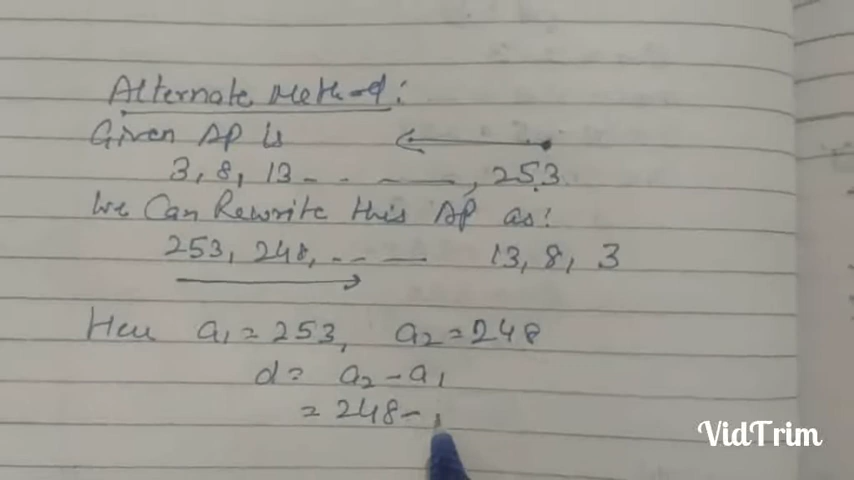 Alternate Method:
Given AP is
3, 8, 13 - - - —, 253
We Can Rewrite this AP as:
253, 248, - - — 13, 8, 3
Here a₁ = 253, a₂ = 248
d = a₂ - a₁
= 248 -
VidTrim